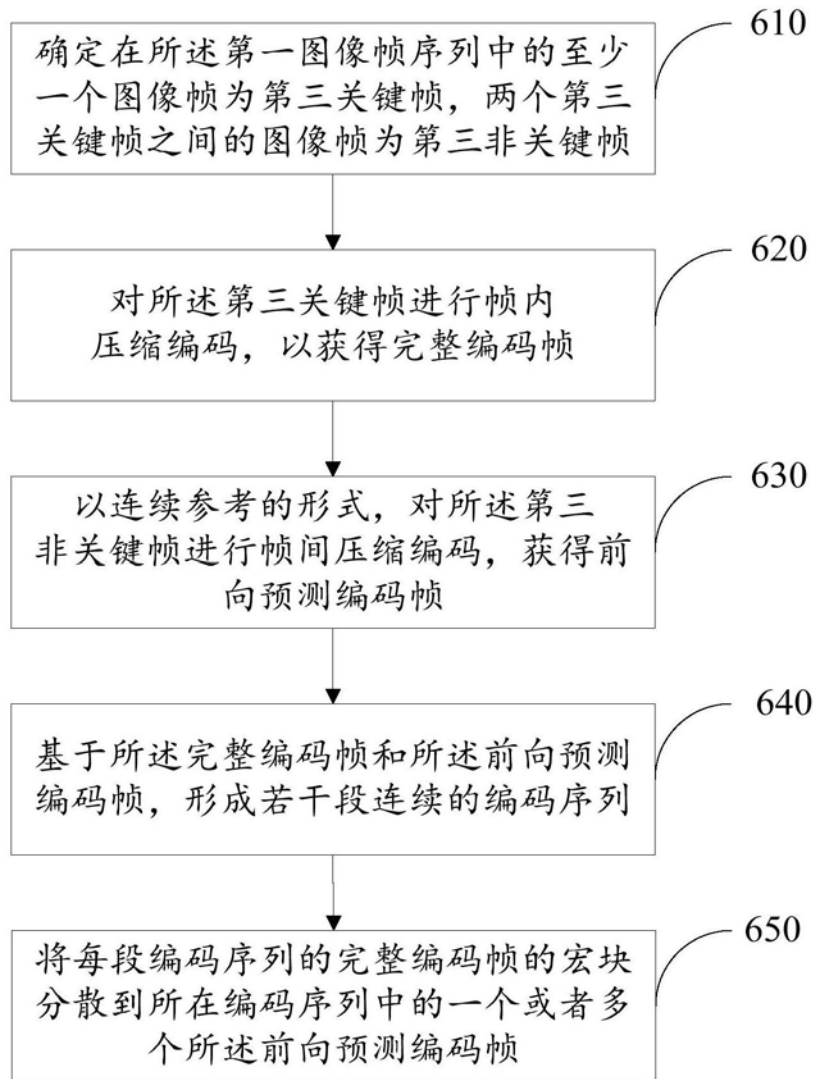 确定在所述第一图像帧序列中的至少
一个图像帧为第三关键帧，两个第三
关键帧之间的图像帧为第三非关键帧
610
对所述第三关键帧进行帧内
压缩编码，以获得完整编码帧
620
以连续参考的形式，对所述第三
非关键帧进行帧间压缩编码，获得前
向预测编码帧
630
基于所述完整编码帧和所述前向预测
编码帧，形成若干段连续的编码序列
640
将每段编码序列的完整编码帧的宏块
分散到所在编码序列中的一个或者多
个所述前向预测编码帧
650